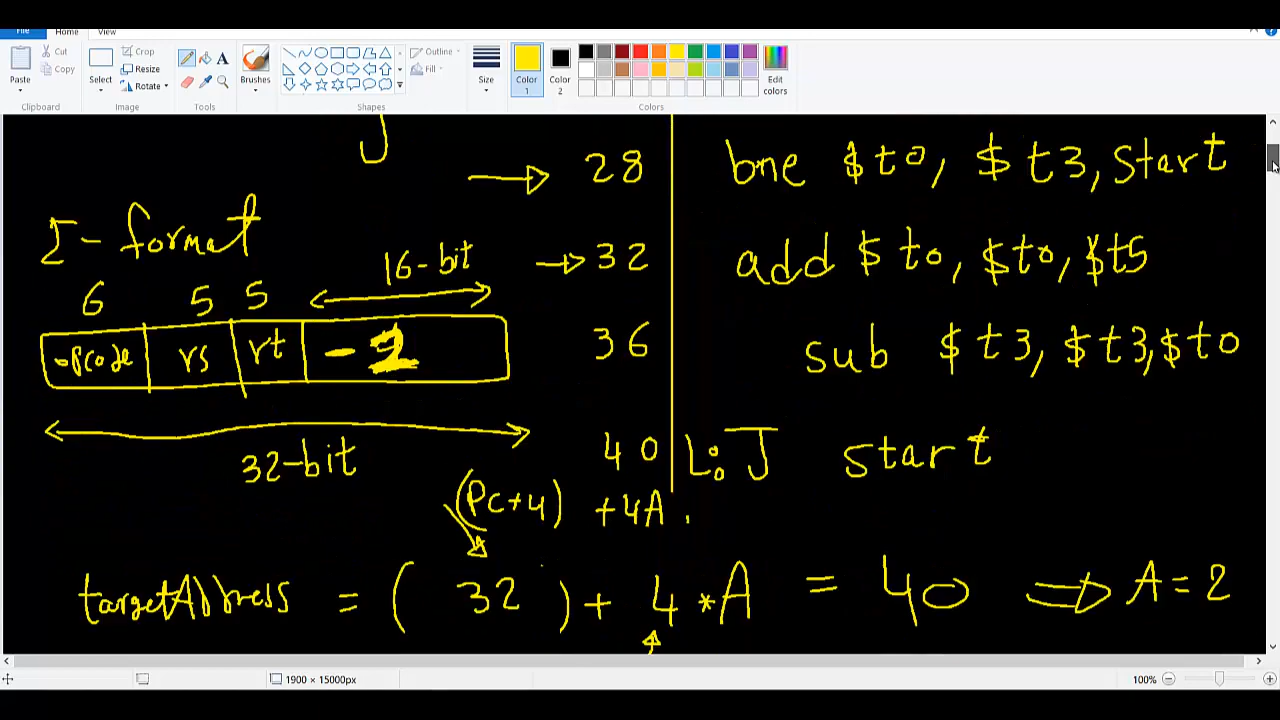 File Home View
Paste Cut Copy Clipboard
Select Crop Resize Rotate Image
Tools
Brushes
Outline Fill Shapes
Size
Color 1 Color 2 Edit colors Colors
J
28 bne $t0, $t3, start
I-format
16-bit
32 add $t0, $t0, $t5
6 5 5
opcode rs rt -2
36 sub $t3, $t3, $t0
32-bit
40 L: J start
(PC+4) +4A.
targetAddress = ( 32 ) + 4 * A = 40 ⇒ A = 2
1900 × 15000px 100%